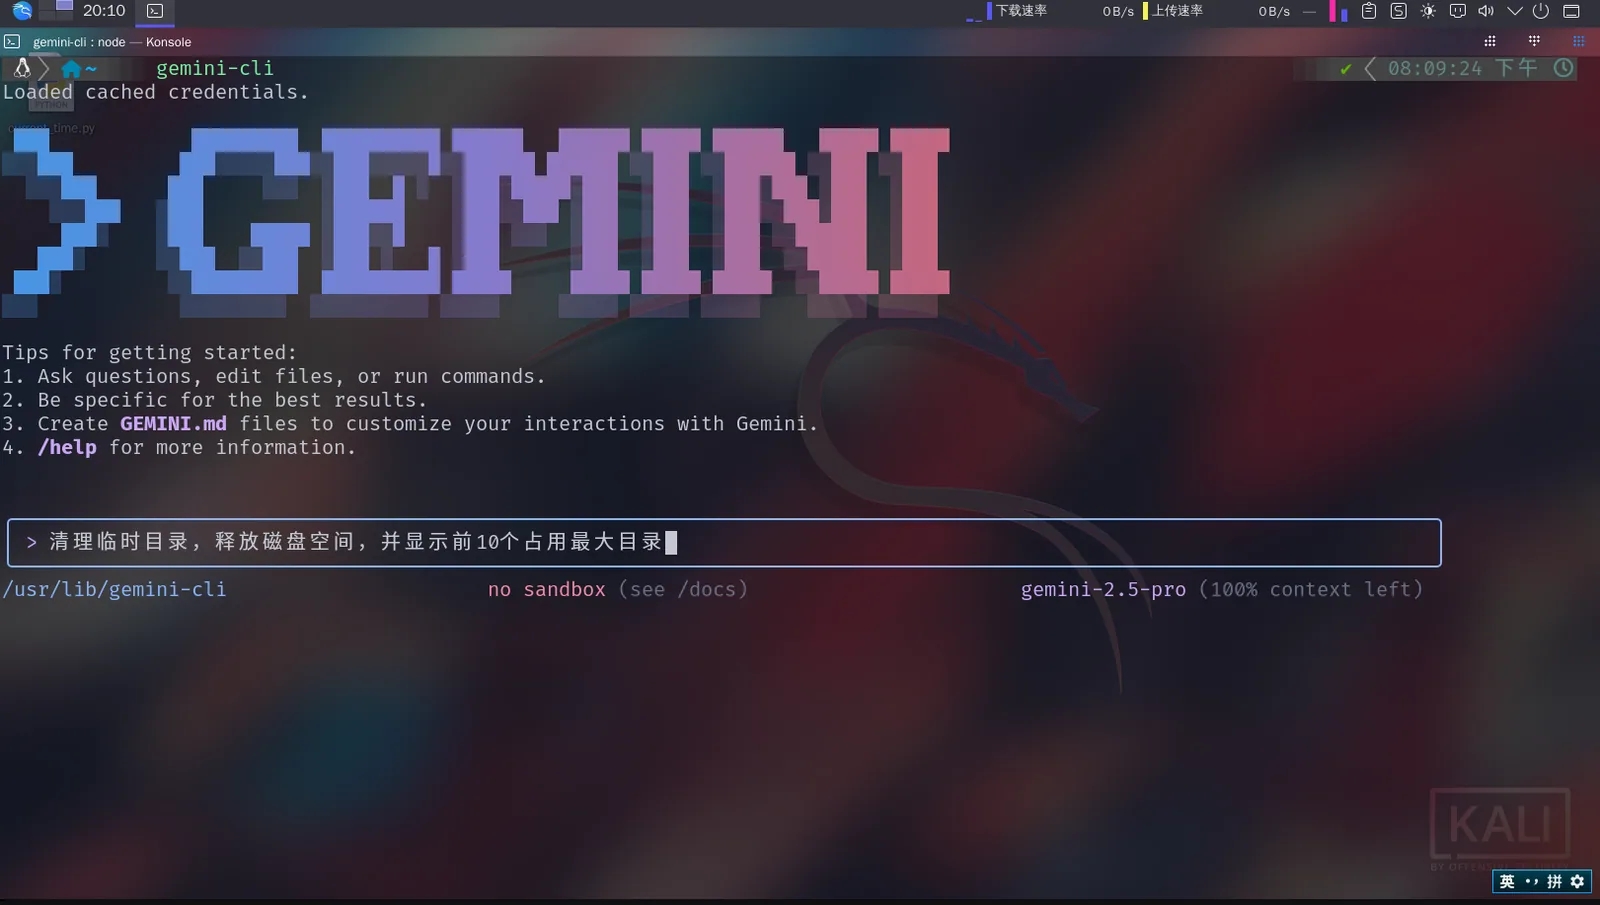 20:10
下载速率 0B/s 上传速率 0B/s
gemini-cli : node — Konsole
~ gemini-cli
✔ 08:09:24 下午
Loaded cached credentials.
PYTHON
current_time.py
> GEMINI
Tips for getting started:
1. Ask questions, edit files, or run commands.
2. Be specific for the best results.
3. Create GEMINI.md files to customize your interactions with Gemini.
4. /help for more information.
> 清理临时目录，释放磁盘空间，并显示前10个占用最大目录
/usr/lib/gemini-cli no sandbox (see /docs) gemini-2.5-pro (100% context left)
KALI
英 •, 拼